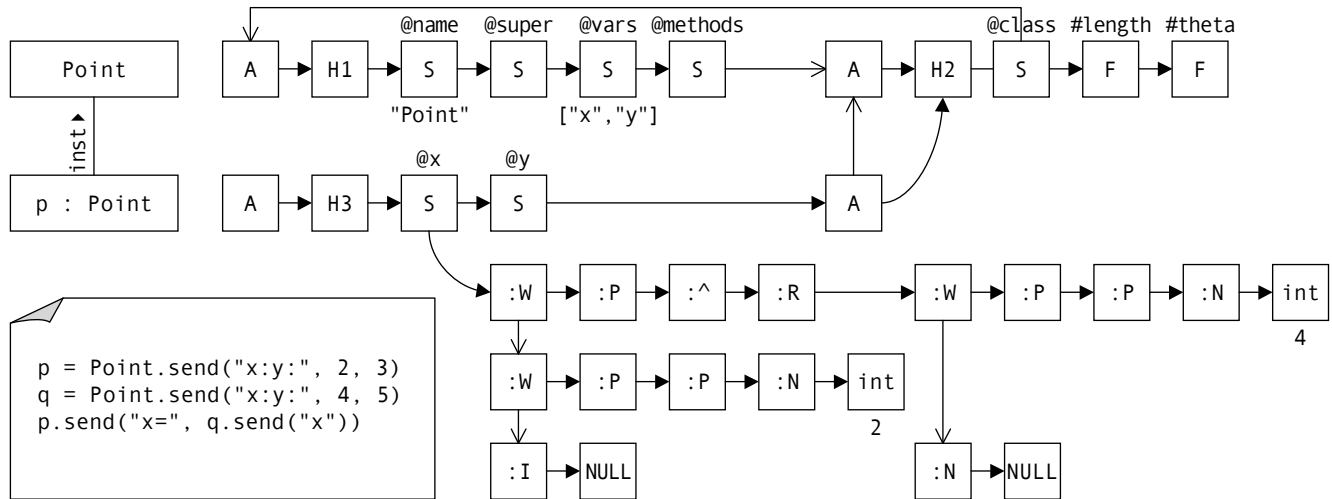 @name @super @vars @methods @class #length #theta
Point A H1 S S S S A H2 S F F
"Point" ["x","y"]
inst
@x @y
p : Point A H3 S S A
:W :P :^ :R :W :P :P :N int
4
p = Point.send("x:y:", 2, 3)
q = Point.send("x:y:", 4, 5)
p.send("x=", q.send("x"))
:W :P :P :N int
2
:I NULL :N NULL